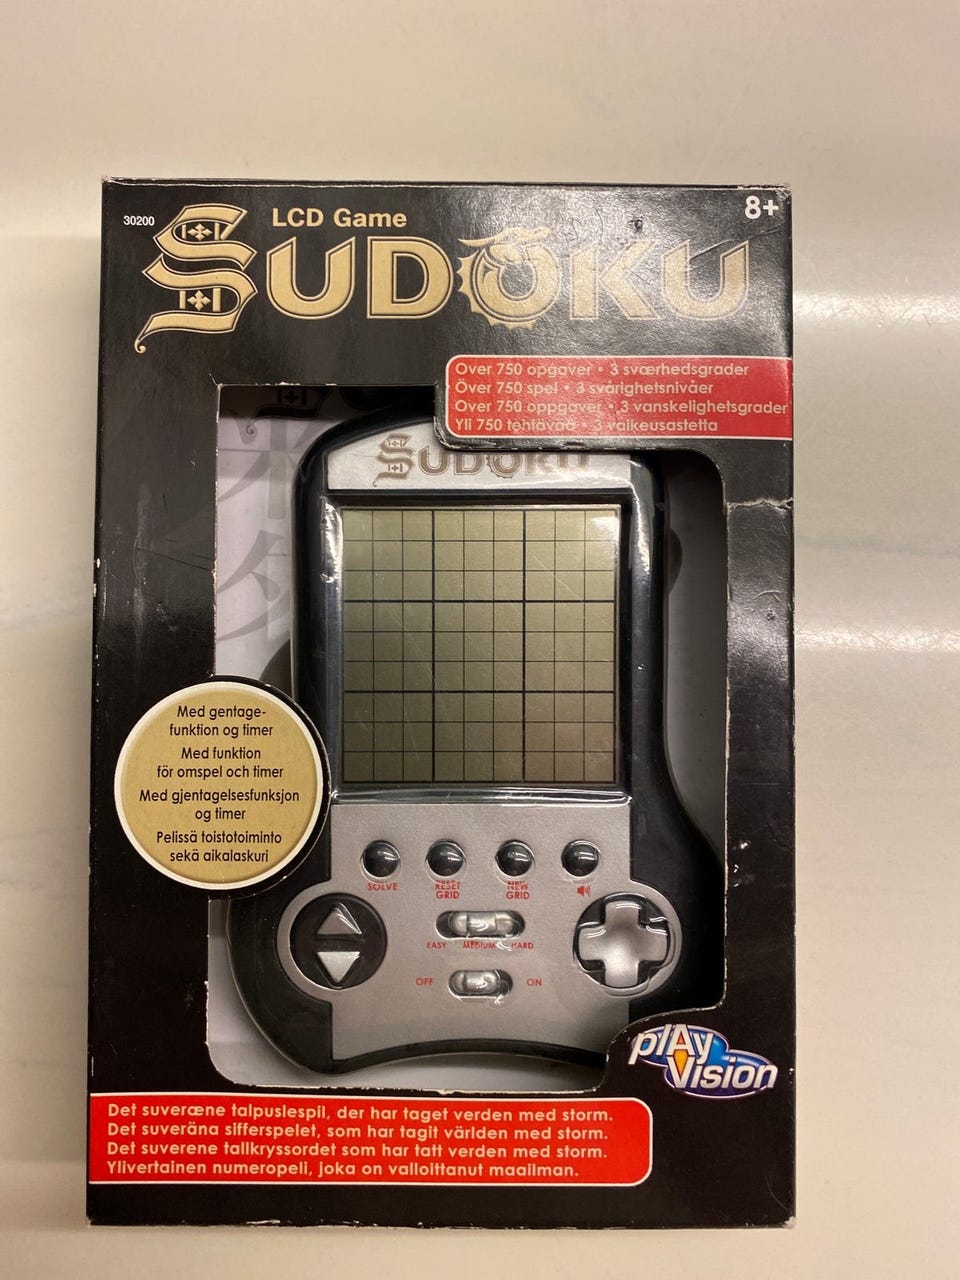 30200
LCD Game
SUDOKU
8+
Over 750 opgaver • 3 sværhedsgrader
Över 750 spel • 3 svårighetsnivåer
Over 750 oppgaver • 3 vanskelighetsgrader
Yli 750 tehtävää • 3 vaikeusastetta
SUDOKU
Med gentage-
funktion og timer
Med funktion
för omspel och timer
Med gjentagelsesfunksjon
og timer
Pelissä toistotoiminto
sekä aikalaskuri
SOLVE
RESET
GRID
NEW
GRID
EASY MEDIUM HARD
OFF ON
plAy
Vision
Det suveræne talpuslespil, der har taget verden med storm.
Det suveräna sifferspelet, som har tagit världen med storm.
Det suverene tallkryssordet som har tatt verden med storm.
Ylivertainen numeropeli, joka on valloittanut maailman.